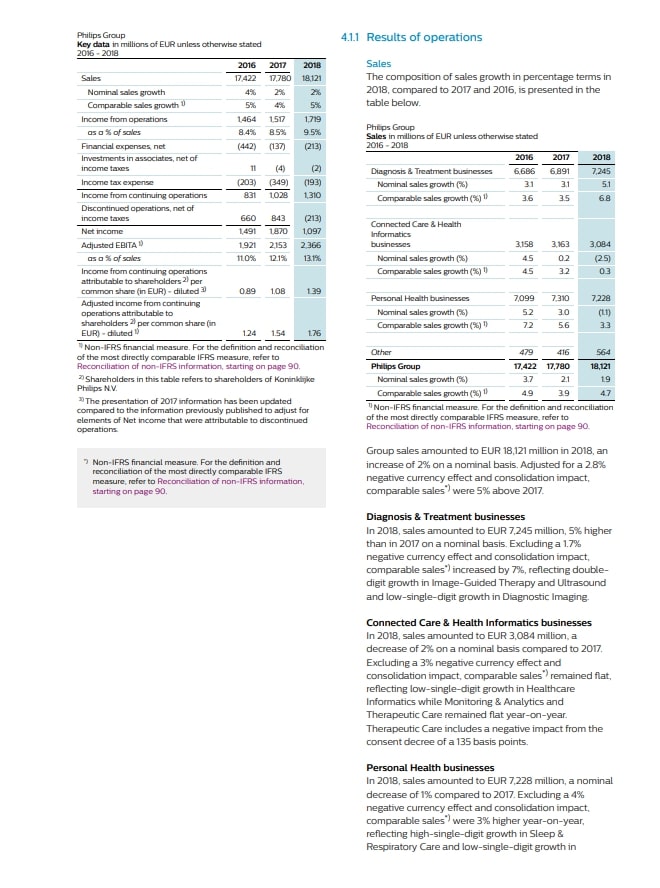 Philips Group
Key data in millions of EUR unless otherwise stated
2016 - 2018
2016 2017 2018
Sales 17,422 17,780 18,121
Nominal sales growth 4% 2% 2%
Comparable sales growth 1) 5% 4% 5%
Income from operations 1,464 1,517 1,719
as a % of sales 8.4% 8.5% 9.5%
Financial expenses, net (442) (137) (213)
Investments in associates, net of
income taxes 11 (4) (2)
Income tax expense (203) (349) (193)
Income from continuing operations 831 1,028 1,310
Discontinued operations, net of
income taxes 660 843 (213)
Net income 1,491 1,870 1,097
Adjusted EBITA 1) 1,921 2,153 2,366
as a % of sales 11.0% 12.1% 13.1%
Income from continuing operations
attributable to shareholders 2) per
common share (in EUR) - diluted 3) 0.89 1.08 1.39
Adjusted income from continuing
operations attributable to
shareholders 2) per common share (in
EUR) - diluted 1) 1.24 1.54 1.76
1) Non-IFRS financial measure. For the definition and reconciliation
of the most directly comparable IFRS measure, refer to
Reconciliation of non-IFRS information, starting on page 90.
2) Shareholders in this table refers to shareholders of Koninklijke
Philips N.V.
3) The presentation of 2017 information has been updated
compared to the information previously published to adjust for
elements of Net income that were attributable to discontinued
operations.
*) Non-IFRS financial measure. For the definition and
reconciliation of the most directly comparable IFRS
measure, refer to Reconciliation of non-IFRS information,
starting on page 90.
4.1.1 Results of operations
Sales
The composition of sales growth in percentage terms in
2018, compared to 2017 and 2016, is presented in the
table below.
Philips Group
Sales in millions of EUR unless otherwise stated
2016 - 2018
2016 2017 2018
Diagnosis & Treatment businesses 6,686 6,891 7,245
Nominal sales growth (%) 3.1 3.1 5.1
Comparable sales growth (%) 1) 3.6 3.5 6.8
Connected Care & Health
Informatics
businesses 3,158 3,163 3,084
Nominal sales growth (%) 4.5 0.2 (2.5)
Comparable sales growth (%) 1) 4.5 3.2 0.3
Personal Health businesses 7,099 7,310 7,228
Nominal sales growth (%) 5.2 3.0 (1.1)
Comparable sales growth (%) 1) 7.2 5.6 3.3
Other 479 416 564
Philips Group 17,422 17,780 18,121
Nominal sales growth (%) 3.7 2.1 1.9
Comparable sales growth (%) 1) 4.9 3.9 4.7
1) Non-IFRS financial measure. For the definition and reconciliation
of the most directly comparable IFRS measure, refer to
Reconciliation of non-IFRS information, starting on page 90.
Group sales amounted to EUR 18,121 million in 2018, an
increase of 2% on a nominal basis. Adjusted for a 2.8%
negative currency effect and consolidation impact,
comparable sales*) were 5% above 2017.
Diagnosis & Treatment businesses
In 2018, sales amounted to EUR 7,245 million, 5% higher
than in 2017 on a nominal basis. Excluding a 1.7%
negative currency effect and consolidation impact,
comparable sales*) increased by 7%, reflecting double-
digit growth in Image-Guided Therapy and Ultrasound
and low-single-digit growth in Diagnostic Imaging.
Connected Care & Health Informatics businesses
In 2018, sales amounted to EUR 3,084 million, a
decrease of 2% on a nominal basis compared to 2017.
Excluding a 3% negative currency effect and
consolidation impact, comparable sales*) remained flat,
reflecting low-single-digit growth in Healthcare
Informatics while Monitoring & Analytics and
Therapeutic Care remained flat year-on-year.
Therapeutic Care includes a negative impact from the
consent decree of a 135 basis points.
Personal Health businesses
In 2018, sales amounted to EUR 7,228 million, a nominal
decrease of 1% compared to 2017. Excluding a 4%
negative currency effect and consolidation impact,
comparable sales*) were 3% higher year-on-year,
reflecting high-single-digit growth in Sleep &
Respiratory Care and low-single-digit growth in